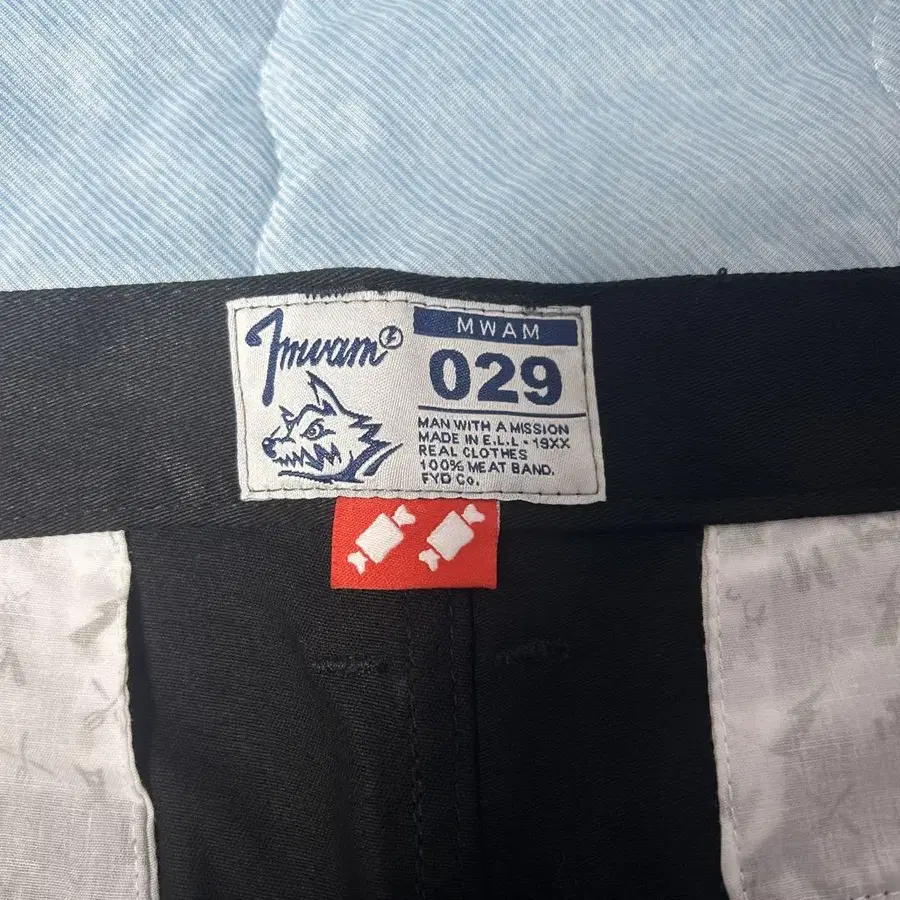 mwam
MWAM
029
MAN WITH A MISSION
MADE IN E.L.L - 19XX
REAL CLOTHES
100% MEAT BAND.
FYD Co.